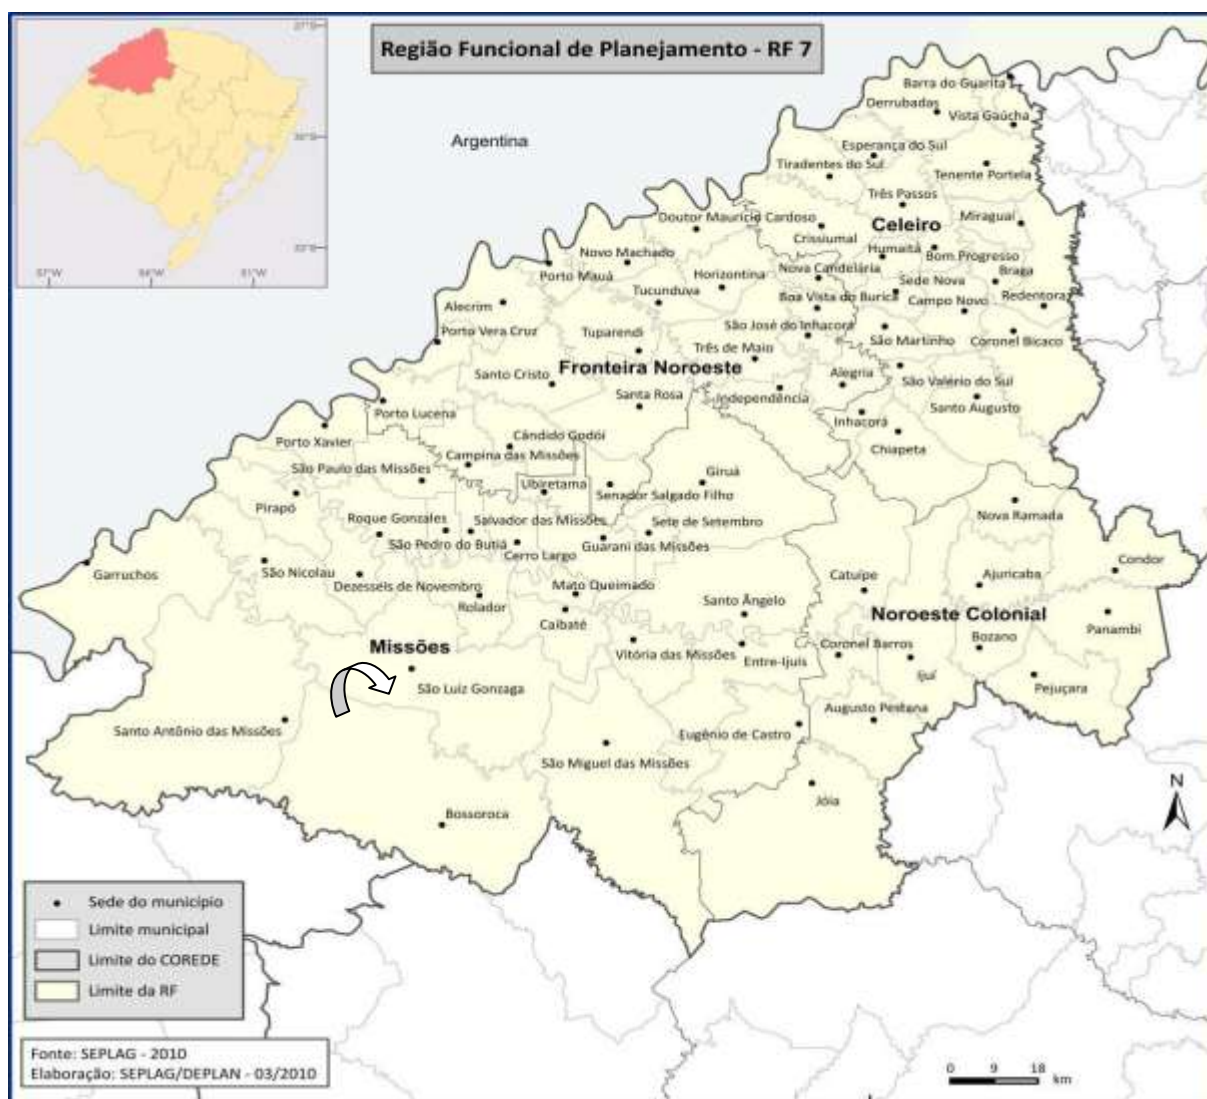 Região Funcional de Planejamento - RF 7
27°S
30°S
33°S
57°W
54°W
51°W
Argentina
Barra do Guarita
Derrubadas
Vista Gaúcha
Esperança do Sul
Tiradentes do Sul
Tenente Portela
Três Passos
Doutor Maurício Cardoso
Celeiro
Miraguaí
Crissiumal
Humaitá
Novo Machado
Bom Progresso
Porto Mauá
Horizontina
Nova Candelária
Braga
Sede Nova
Tucunduva
Boa Vista do Buricá
Campo Novo
Redentora
Alecrim
Porto Vera Cruz
Tuparendi
São José do Inhacorá
São Martinho
Coronel Bicaco
Três de Maio
Fronteira Noroeste
Santo Cristo
Alegria
São Valério do Sul
Independência
Santo Augusto
Santa Rosa
Porto Lucena
Inhacorá
Porto Xavier
Cândido Godói
Chiapeta
Campina das Missões
São Paulo das Missões
Giruá
Ubiretama
Senador Salgado Filho
Pirapó
Nova Ramada
Roque Gonzales
Salvador das Missões
Sete de Setembro
São Pedro do Butiá
Guarani das Missões
Cerro Largo
Condor
Garruchos
São Nicolau
Catuípe
Ajuricaba
Dezesseis de Novembro
Mato Queimado
Rolador
Santo Ângelo
Noroeste Colonial
Caibaté
Panambi
Bozano
Missões
Coronel Barros
Vitória das Missões
Entre-Ijuís
Ijuí
Pejuçara
São Luiz Gonzaga
Augusto Pestana
Santo Antônio das Missões
Eugênio de Castro
São Miguel das Missões
N
Jóia
Bossoroca
Sede do município
Limite municipal
Limite do COREDE
Limite da RF
Fonte: SEPLAG - 2010
Elaboração: SEPLAG/DEPLAN - 03/2010
0 9 18
km